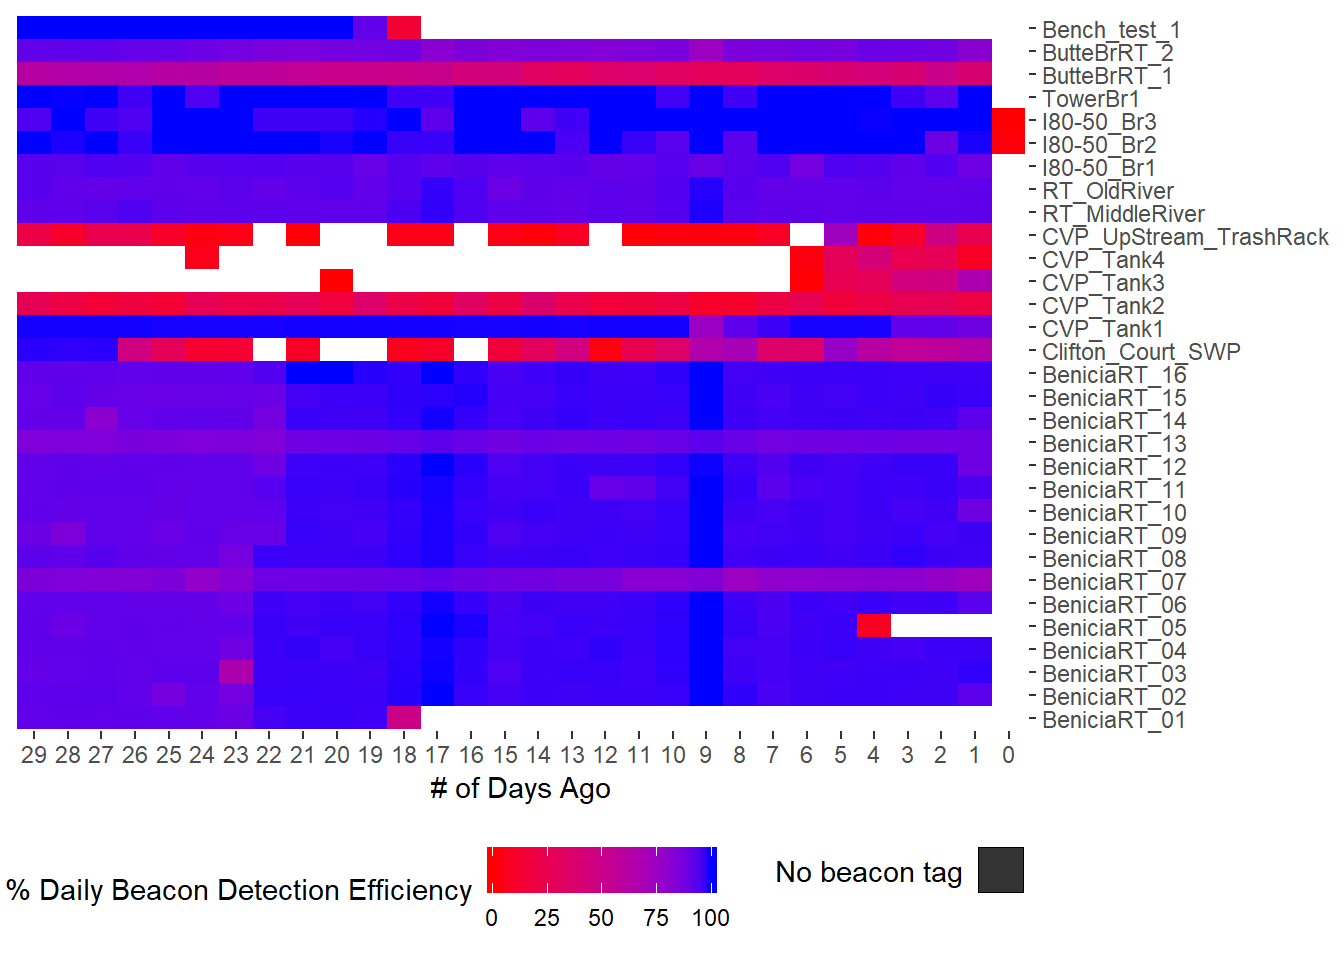 Bench_test_1
ButteBrRT_2
ButteBrRT_1
TowerBr1
I80-50_Br3
I80-50_Br2
I80-50_Br1
RT_OldRiver
RT_MiddleRiver
CVP_UpStream_TrashRack
CVP_Tank4
CVP_Tank3
CVP_Tank2
CVP_Tank1
Clifton_Court_SWP
BeniciaRT_16
BeniciaRT_15
BeniciaRT_14
BeniciaRT_13
BeniciaRT_12
BeniciaRT_11
BeniciaRT_10
BeniciaRT_09
BeniciaRT_08
BeniciaRT_07
BeniciaRT_06
BeniciaRT_05
BeniciaRT_04
BeniciaRT_03
BeniciaRT_02
BeniciaRT_01
29 28 27 26 25 24 23 22 21 20 19 18 17 16 15 14 13 12 11 10 9 8 7 6 5 4 3 2 1 0
# of Days Ago
% Daily Beacon Detection Efficiency
0 25 50 75 100
No beacon tag